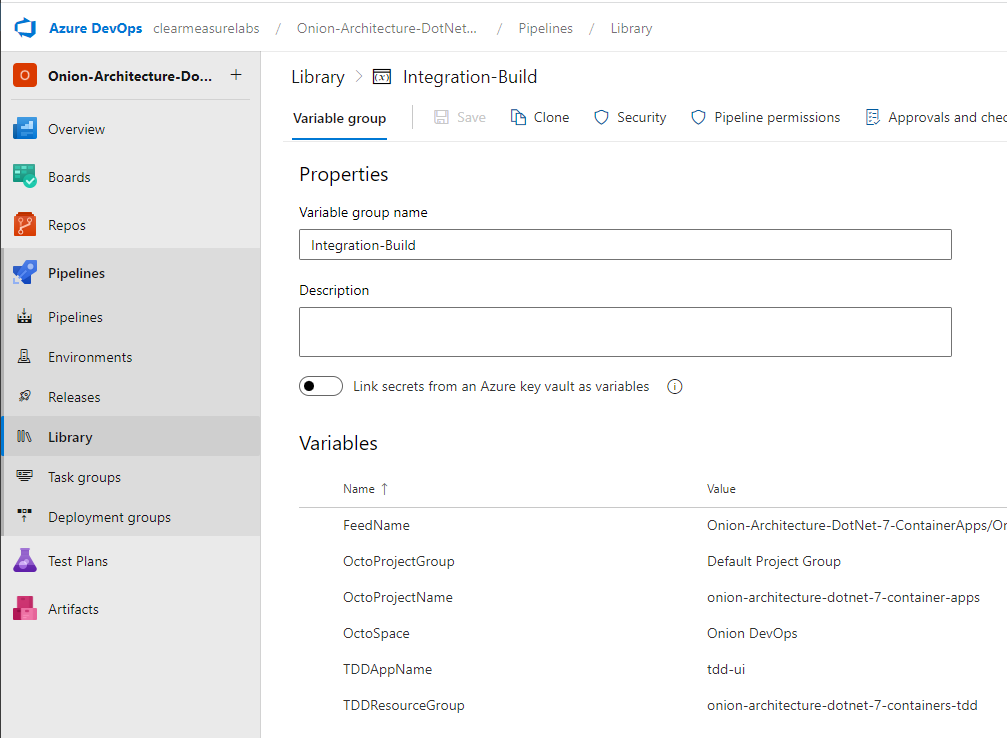 Azure DevOps clearmeasurelabs / Onion-Architecture-DotNet... / Pipelines / Library
O Onion-Architecture-Do... +
Overview
Boards
Repos
Pipelines
Pipelines
Environments
Releases
Library
Task groups
Deployment groups
Test Plans
Artifacts
Library > (x) Integration-Build
Variable group Save Clone Security Pipeline permissions Approvals and chec
Properties
Variable group name
Integration-Build
Description
Link secrets from an Azure key vault as variables
Variables
Name ↑ Value
FeedName Onion-Architecture-DotNet-7-ContainerApps/Or
OctoProjectGroup Default Project Group
OctoProjectName onion-architecture-dotnet-7-container-apps
OctoSpace Onion DevOps
TDDAppName tdd-ui
TDDResourceGroup onion-architecture-dotnet-7-containers-tdd